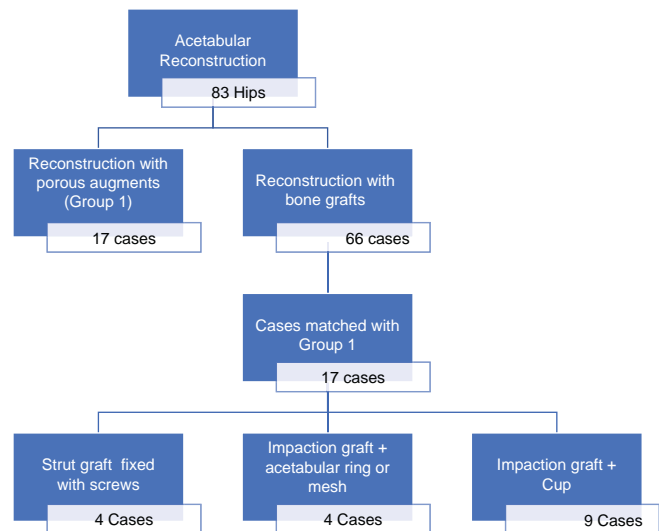 Acetabular
Reconstruction
83 Hips
Reconstruction with
porous augments
(Group 1)
17 cases
Reconstruction with
bone grafts
66 cases
Cases matched with
Group 1
17 cases
Strut graft fixed
with screws
4 Cases
Impaction graft +
acetabular ring or
mesh
4 Cases
Impaction graft +
Cup
9 Cases